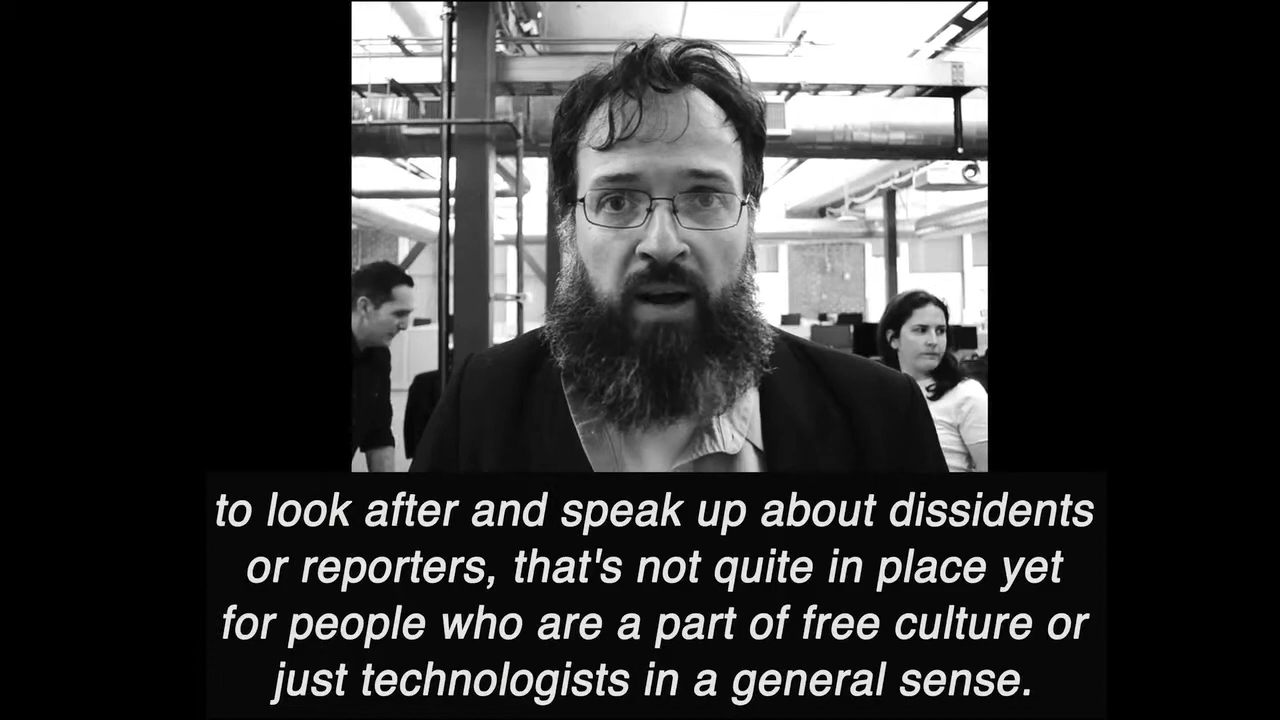 to look after and speak up about dissidents
or reporters, that's not quite in place yet
for people who are a part of free culture or
just technologists in a general sense.